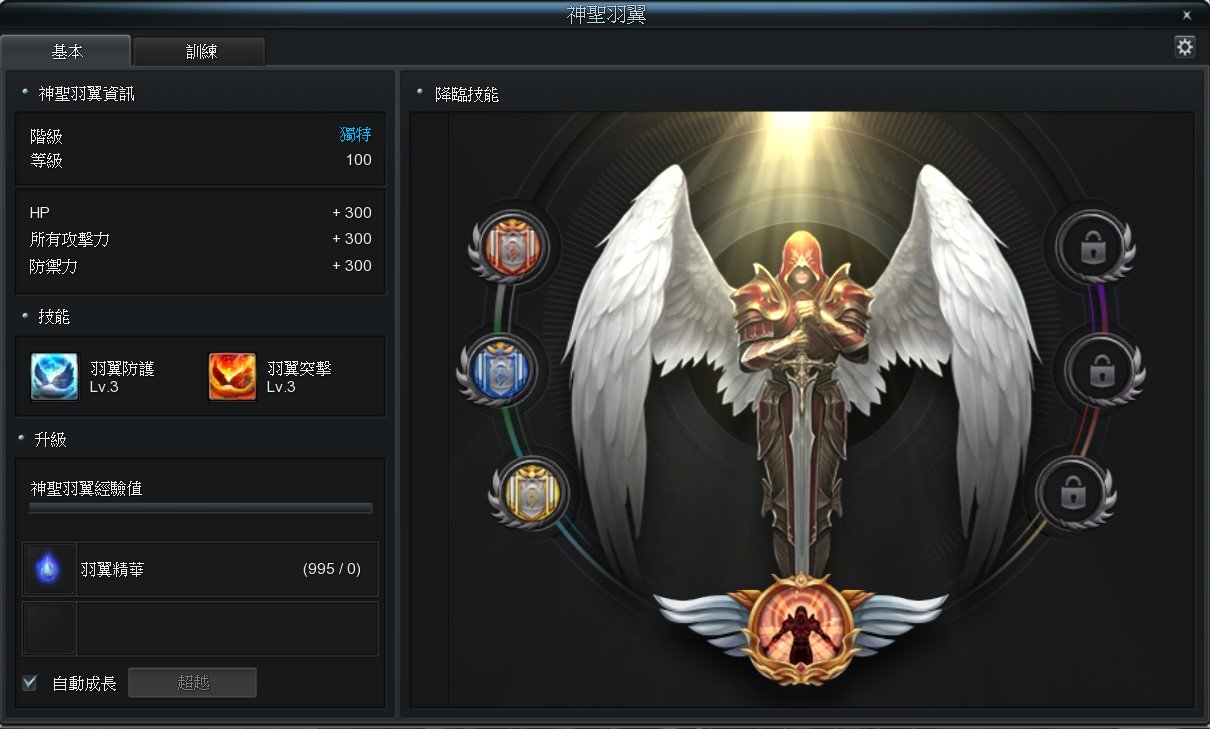 神聖羽翼
基本
訓練
神聖羽翼資訊
階級 獨特
等級 100
HP + 300
所有攻擊力 + 300
防禦力 + 300
技能
羽翼防護
Lv.3
羽翼突擊
Lv.3
升級
神聖羽翼經驗值
羽翼精華 (995 / 0)
自動成長
超越
降臨技能